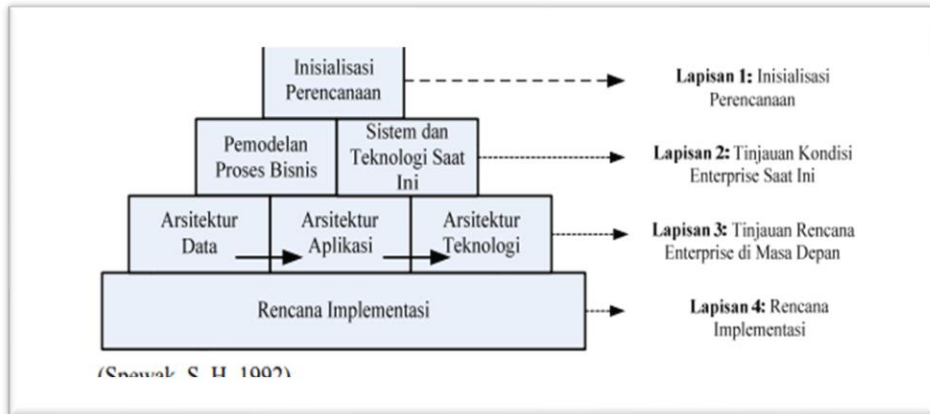 Inisialisasi
Perencanaan
Lapisan 1: Inisialisasi
Perencanaan
Pemodelan
Proses Bisnis
Sistem dan
Teknologi Saat
Ini
Lapisan 2: Tinjauan Kondisi
Enterprise Saat Ini
Arsitektur
Data
Arsitektur
Aplikasi
Arsitektur
Teknologi
Lapisan 3: Tinjauan Rencana
Enterprise di Masa Depan
Rencana Implementasi
Lapisan 4: Rencana
Implementasi
(Spewak, S. H, 1992)